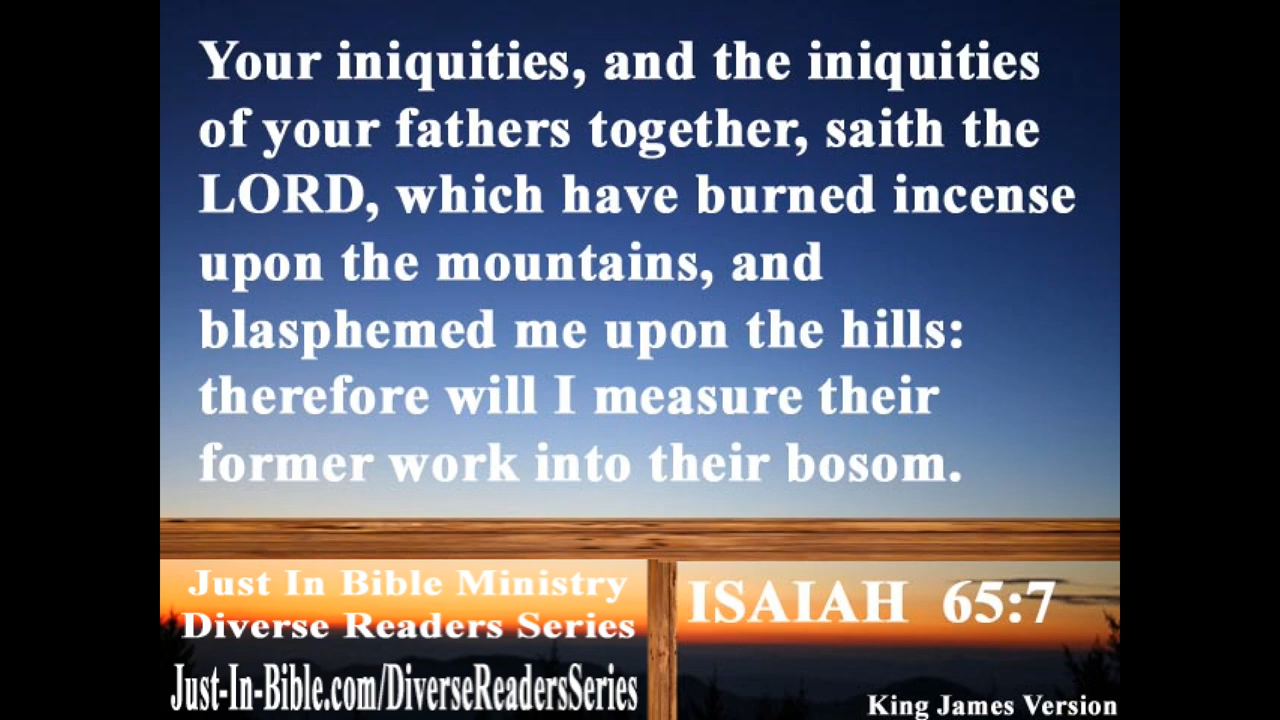 Your iniquities, and the iniquities
of your fathers together, saith the
LORD, which have burned incense
upon the mountains, and
blasphemed me upon the hills:
therefore will I measure their
former work into their bosom.
Just In Bible Ministry
Diverse Readers Series
Just-In-Bible.com/DiverseReadersSeries
ISAIAH 65:7
King James Version